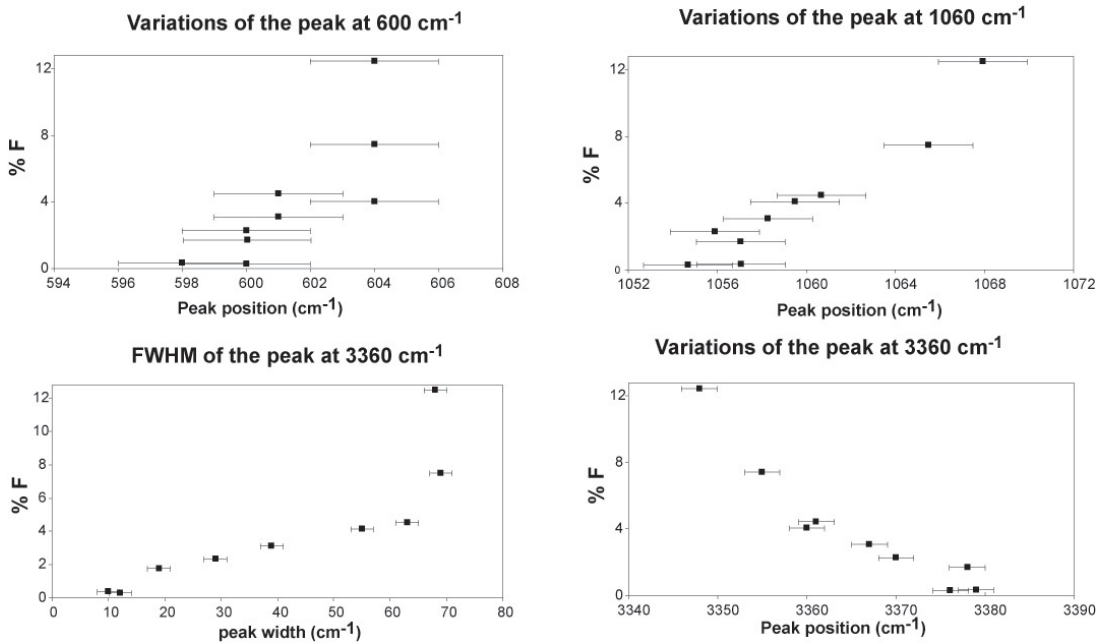 Variations of the peak at 600 cm-1
12
8
4
0
% F
594 596 598 600 602 604 606 608
Peak position (cm-1)
Variations of the peak at 1060 cm-1
12
8
4
0
% F
1052 1056 1060 1064 1068 1072
Peak position (cm-1)
FWHM of the peak at 3360 cm-1
12
10
8
6
4
2
0
% F
0 10 20 30 40 50 60 70 80
peak width (cm-1)
Variations of the peak at 3360 cm-1
12
8
4
0
% F
3340 3350 3360 3370 3380 3390
Peak position (cm-1)